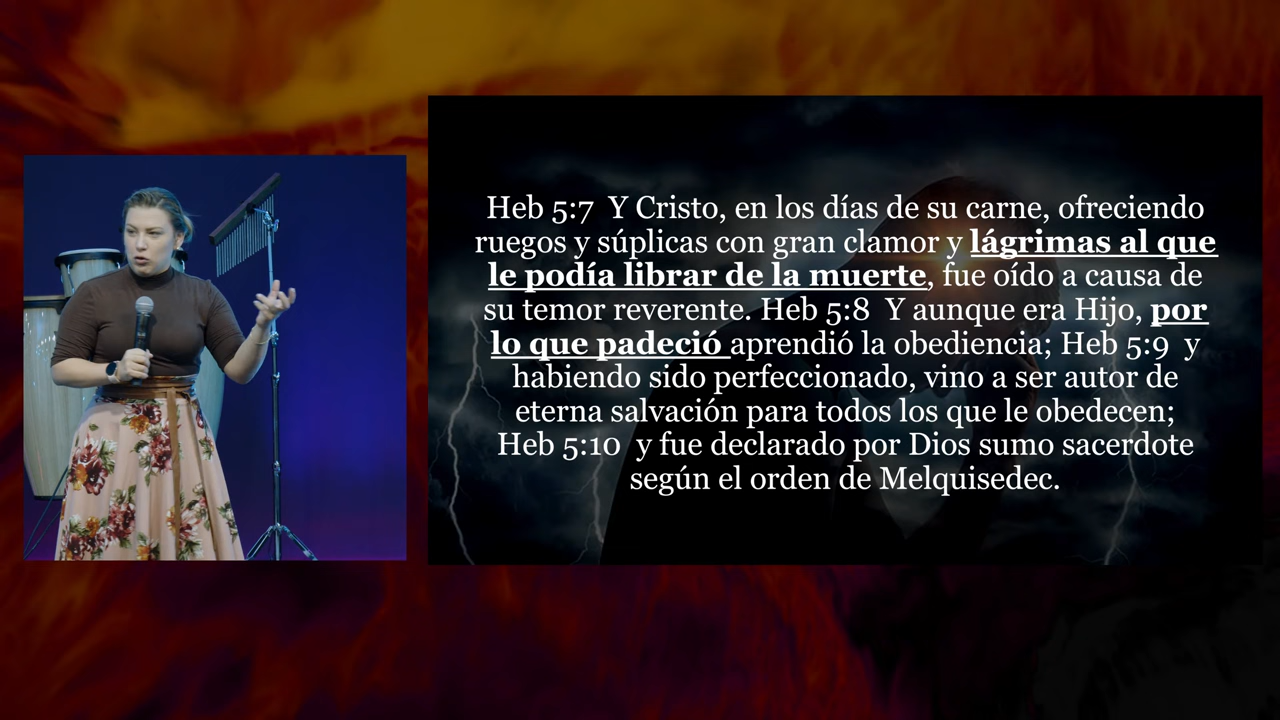 Heb 5:7  Y Cristo, en los días de su carne, ofreciendo
ruegos y súplicas con gran clamor y lágrimas al que
le podía librar de la muerte, fue oído a causa de
su temor reverente. Heb 5:8  Y aunque era Hijo, por
lo que padeció aprendió la obediencia; Heb 5:9  y
habiendo sido perfeccionado, vino a ser autor de
eterna salvación para todos los que le obedecen;
Heb 5:10  y fue declarado por Dios sumo sacerdote
según el orden de Melquisedec.